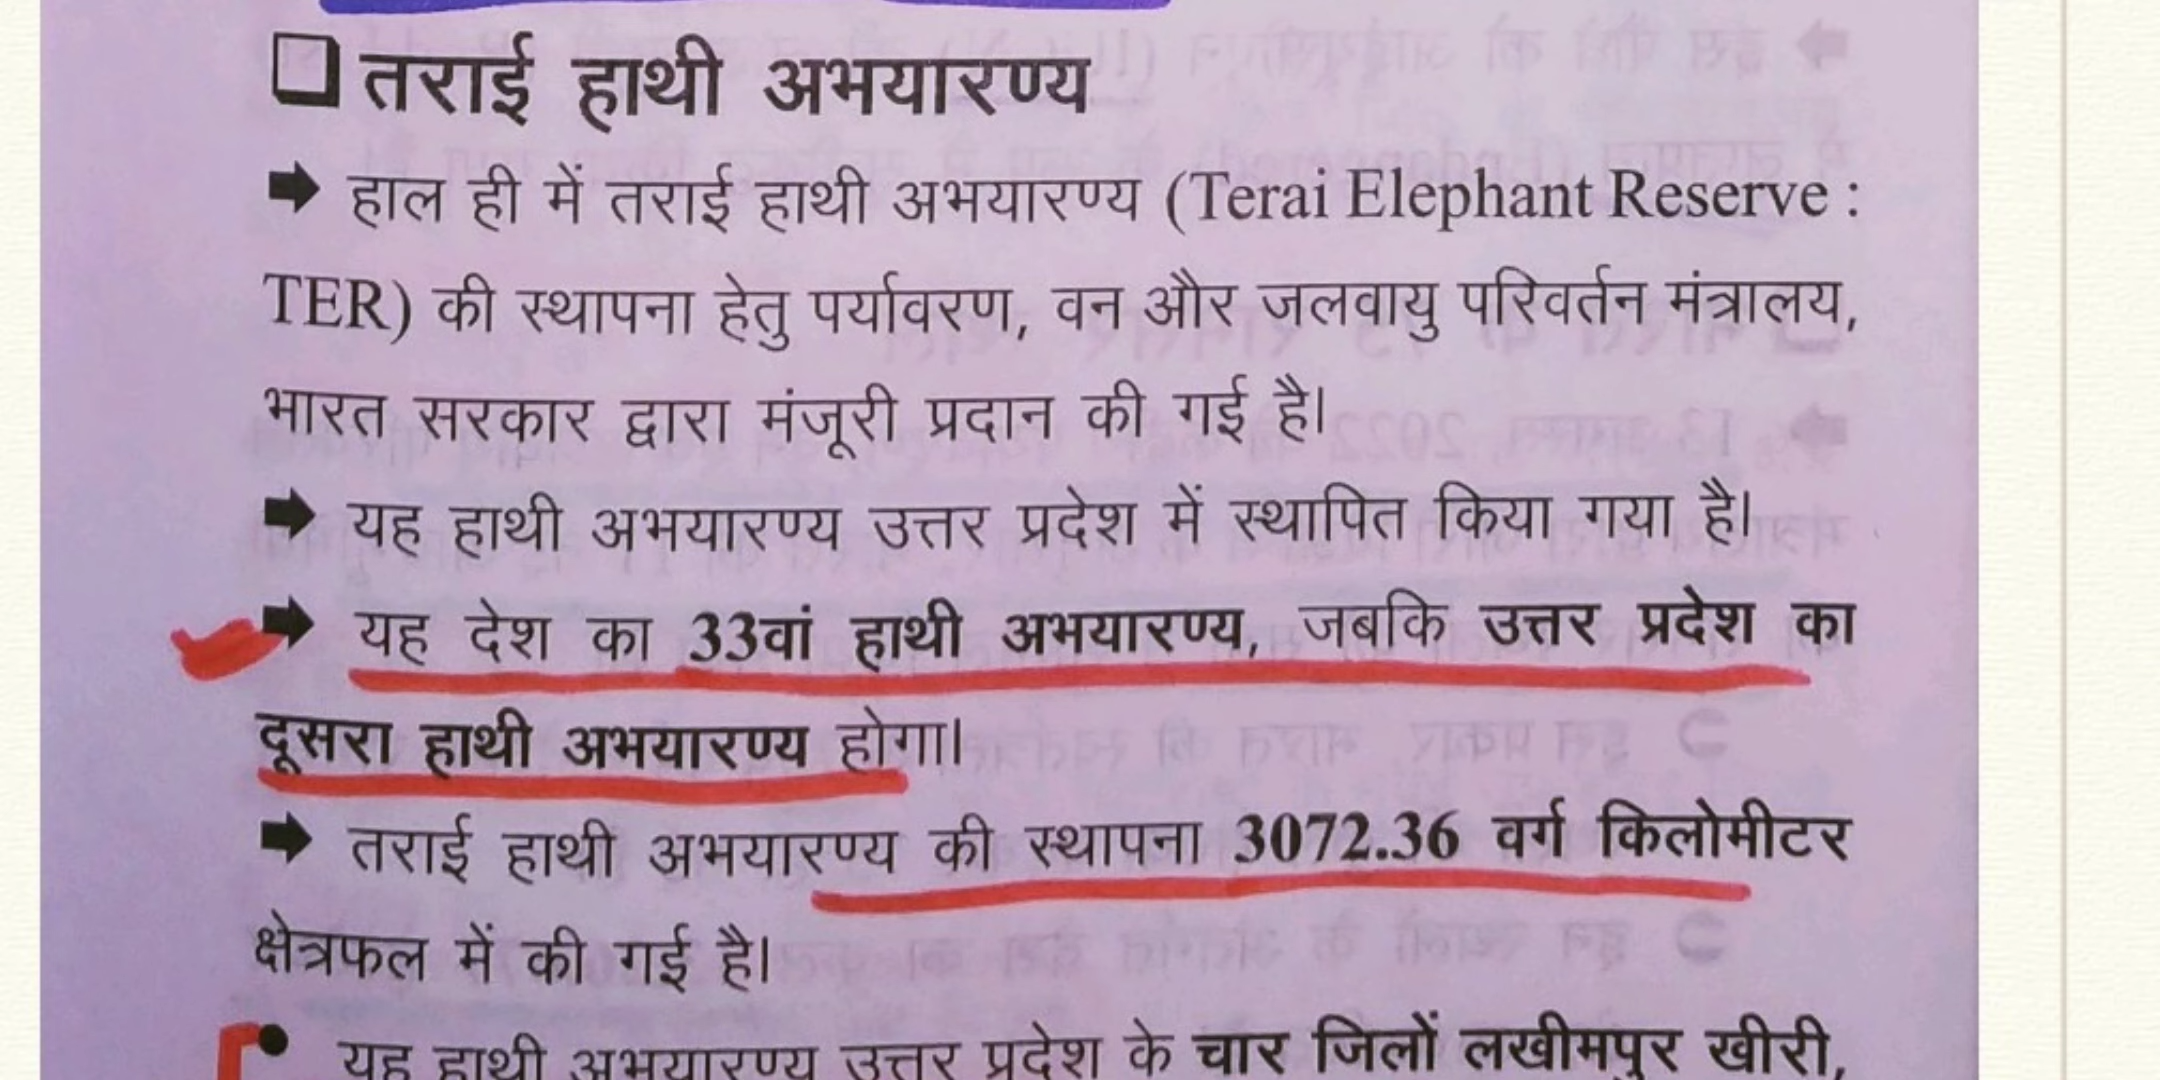 तराई हाथी अभयारण्य
हाल ही में तराई हाथी अभयारण्य (Terai Elephant Reserve :
TER) की स्थापना हेतु पर्यावरण, वन और जलवायु परिवर्तन मंत्रालय,
भारत सरकार द्वारा मंजूरी प्रदान की गई है।
यह हाथी अभयारण्य उत्तर प्रदेश में स्थापित किया गया है।
यह देश का 33वां हाथी अभयारण्य, जबकि उत्तर प्रदेश का
दूसरा हाथी अभयारण्य होगा।
तराई हाथी अभयारण्य की स्थापना 3072.36 वर्ग किलोमीटर
क्षेत्रफल में की गई है।
यह हाथी अभयारण्य उत्तर प्रदेश के चार जिलों लखीमपुर खीरी,